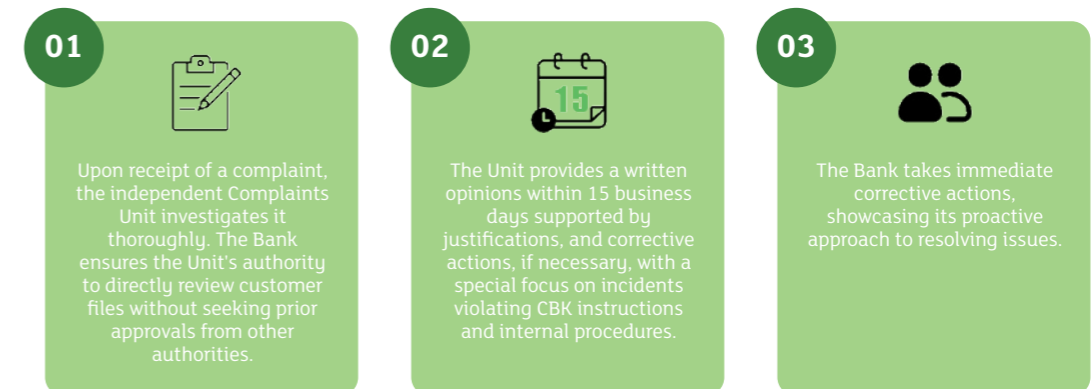 01
Upon receipt of a complaint,
the independent Complaints
Unit investigates it
thoroughly. The Bank
ensures the Unit's authority
to directly review customer
files without seeking prior
approvals from other
authorities.
02
15
The Unit provides a written
opinions within 15 business
days supported by
justifications, and corrective
actions, if necessary, with a
special focus on incidents
violating CBK instructions
and internal procedures.
03
The Bank takes immediate
corrective actions,
showcasing its proactive
approach to resolving issues.